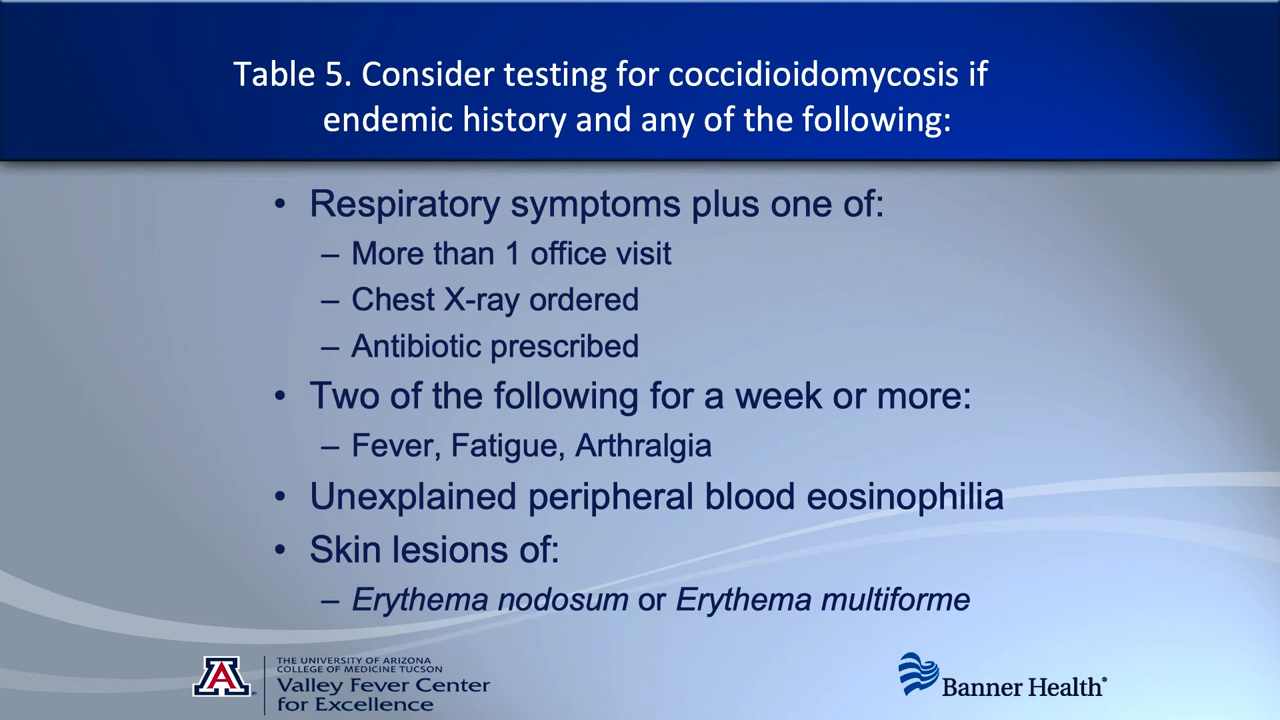 Table 5. Consider testing for coccidioidomycosis if
endemic history and any of the following:
• Respiratory symptoms plus one of:
– More than 1 office visit
– Chest X-ray ordered
– Antibiotic prescribed
• Two of the following for a week or more:
– Fever, Fatigue, Arthralgia
• Unexplained peripheral blood eosinophilia
• Skin lesions of:
– Erythema nodosum or Erythema multiforme
A
THE UNIVERSITY OF ARIZONA
COLLEGE OF MEDICINE TUCSON
Valley Fever Center
for Excellence
Banner Health®